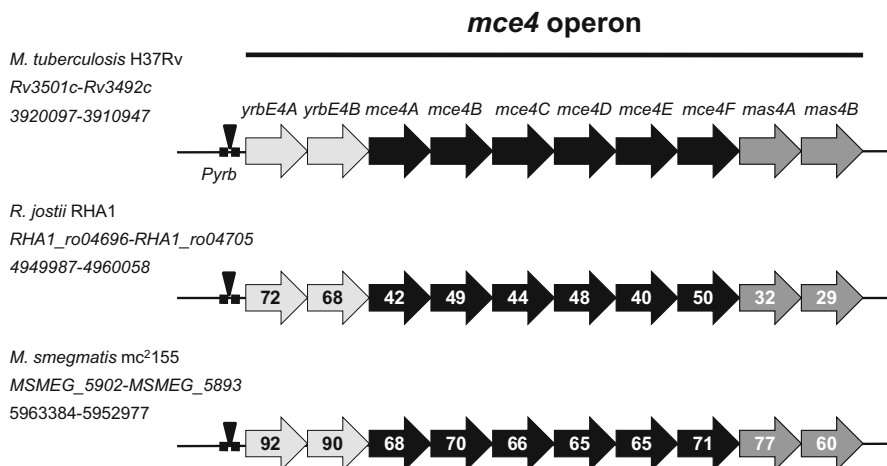 mce4 operon
M. tuberculosis H37Rv
Rv3501c-Rv3492c
3920097-3910947
yrbE4A yrbE4B mce4A mce4B mce4C mce4D mce4E mce4F mas4A mas4B
Pyrb
R. jostii RHA1
RHA1_ro04696-RHA1_ro04705
4949987-4960058
72 68 42 49 44 48 40 50 32 29
M. smegmatis mc²155
MSMEG_5902-MSMEG_5893
5963384-5952977
92 90 68 70 66 65 65 71 77 60